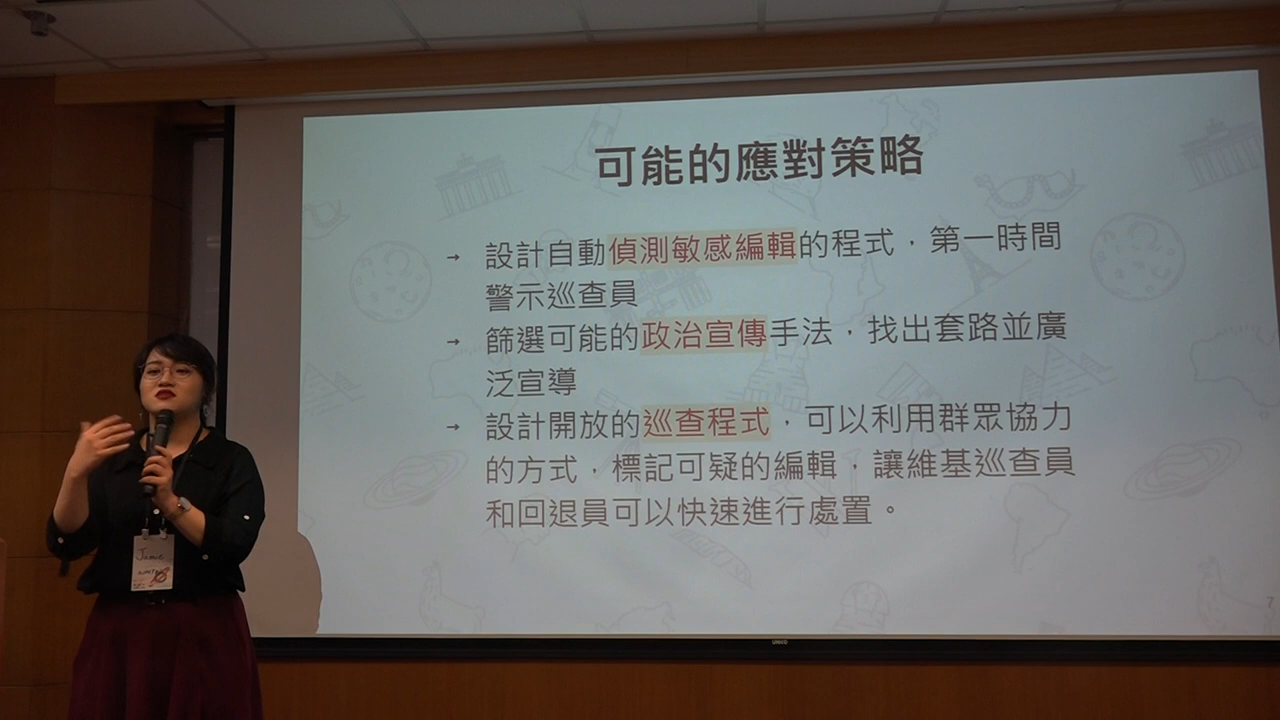 可能的應對策略
→ 設計自動偵測敏感編輯的程式，第一時間
警示巡查員
→ 篩選可能的政治宣傳手法，找出套路並廣
泛宣導
→ 設計開放的巡查程式，可以利用群眾協力
的方式，標記可疑的編輯，讓維基巡查員
和回退員可以快速進行處置。
7
Jamie